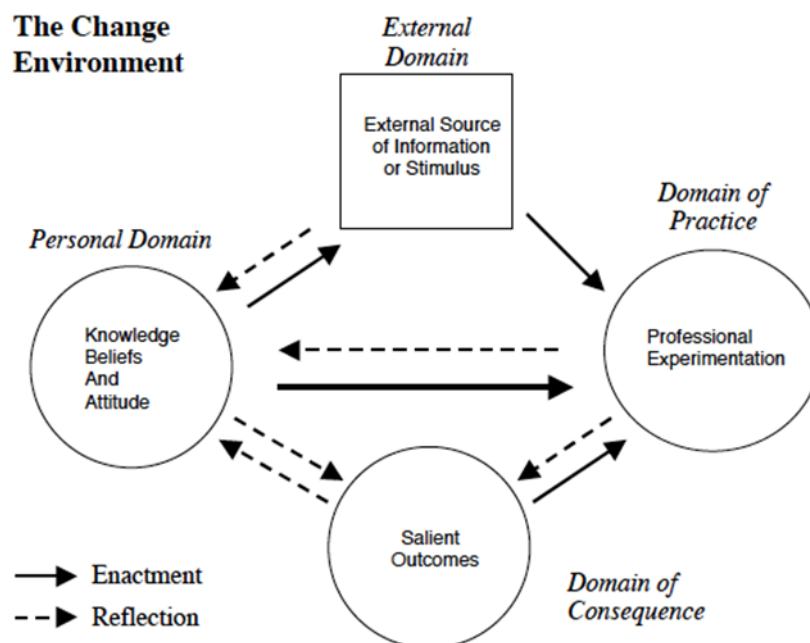 The Change
Environment
External
Domain
External Source
of Information
or Stimulus
Domain of
Practice
Personal Domain
Knowledge
Beliefs
And
Attitude
Professional
Experimentation
Salient
Outcomes
Enactment
Reflection
Domain of
Consequence